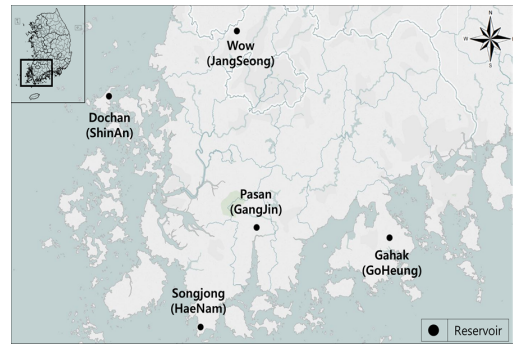 N
W
E
S
Wow
(JangSeong)
Dochan
(ShinAn)
Pasan
(GangJin)
Gahak
(GoHeung)
Songjong
(HaeNam)
Reservoir